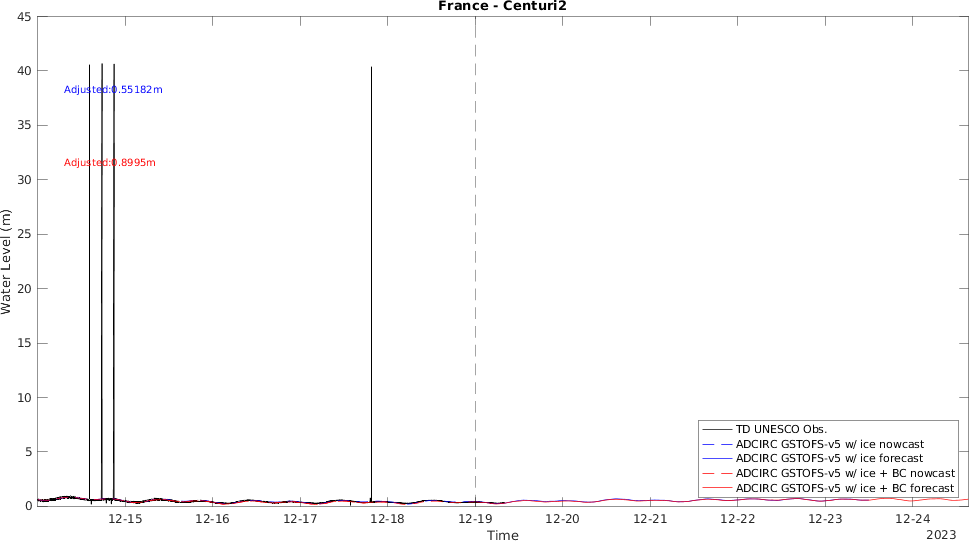 France - Centuri2
Water Level (m)
45
40
35
30
25
20
15
10
5
0
Adjusted:0.55182m
Adjusted:0.8995m
TD UNESCO Obs.
ADCIRC GSTOFS-v5 w/ ice nowcast
ADCIRC GSTOFS-v5 w/ ice forecast
ADCIRC GSTOFS-v5 w/ ice + BC nowcast
ADCIRC GSTOFS-v5 w/ ice + BC forecast
12-15 12-16 12-17 12-18 12-19 12-20 12-21 12-22 12-23 12-24
Time
2023